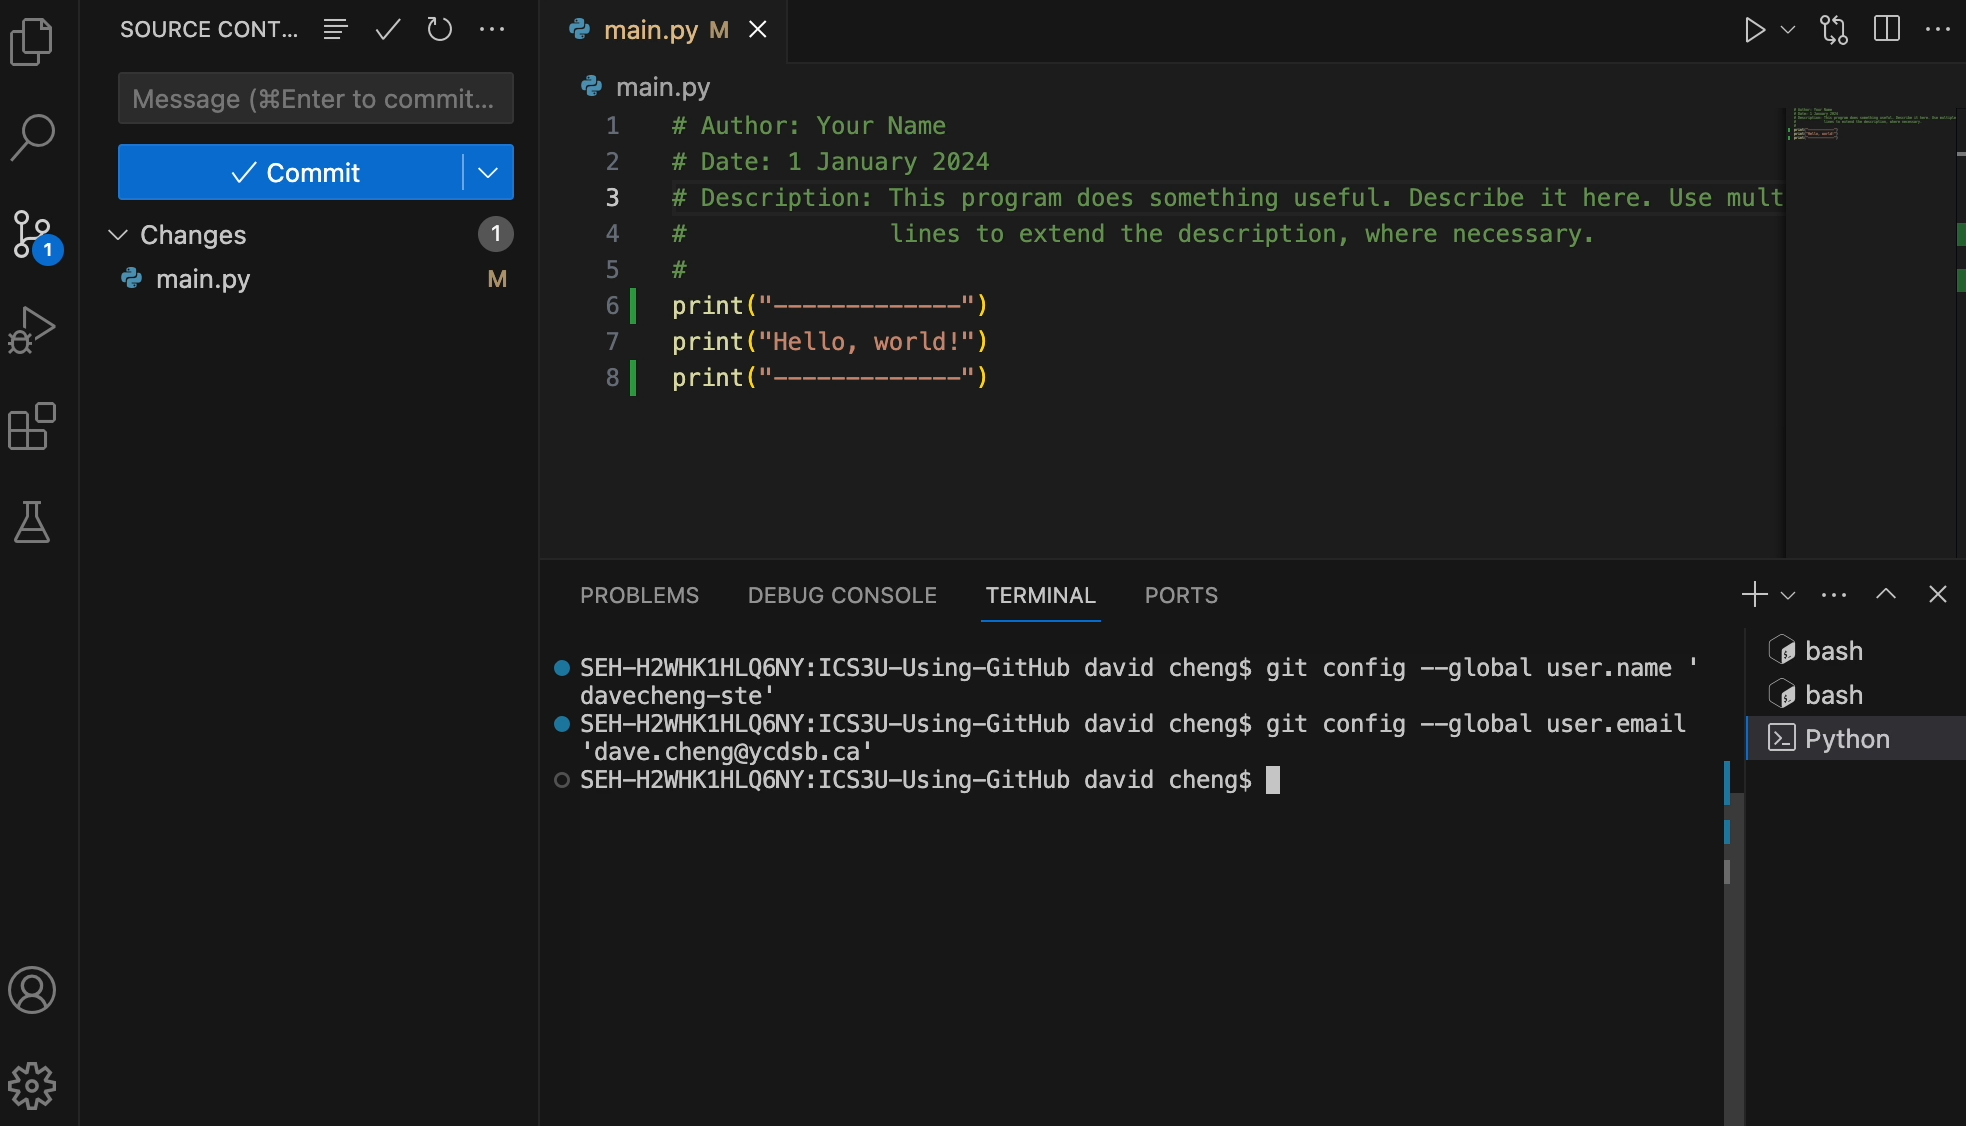 SOURCE CONT...
Message (⌘Enter to commit...
Commit
Changes
1
main.py
M
1
main.py M
main.py
1 # Author: Your Name
2 # Date: 1 January 2024
3 # Description: This program does something useful. Describe it here. Use mult
4 #              lines to extend the description, where necessary.
5 #
6 print("-------------")
7 print("Hello, world!")
8 print("-------------")
PROBLEMS
DEBUG CONSOLE
TERMINAL
PORTS
SEH-H2WHK1HLQ6NY:ICS3U-Using-GitHub david cheng$ git config --global user.name '
davecheng-ste'
SEH-H2WHK1HLQ6NY:ICS3U-Using-GitHub david cheng$ git config --global user.email
'dave.cheng@ycdsb.ca'
SEH-H2WHK1HLQ6NY:ICS3U-Using-GitHub david cheng$
bash
bash
Python